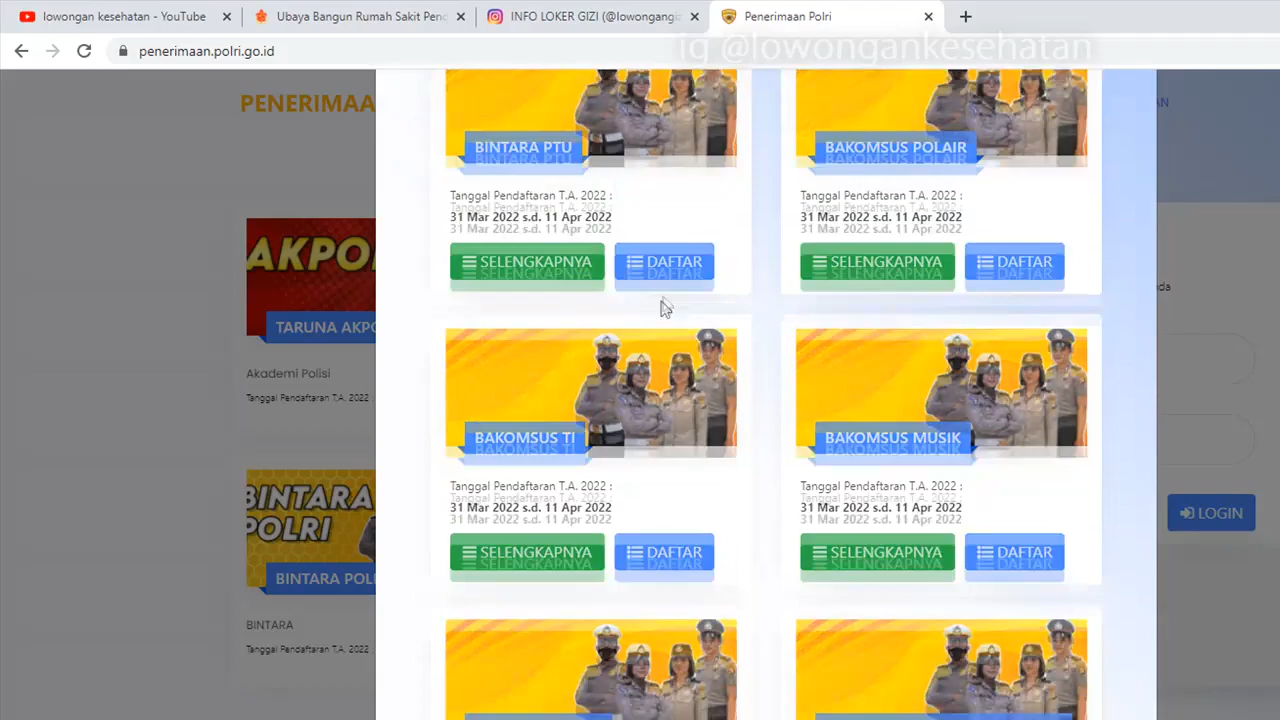 lowongan kesehatan - YouTube
Ubaya Bangun Rumah Sakit Pen
INFO LOKER GIZI (@lowongangi
Penerimaan Polri
penerimaan.polri.go.id
ig @lowongankesehatan
PENERIMAA
AN
BINTARA PTU
BAKOMSUS POLAIR
Tanggal Pendaftaran T.A. 2022 :
31 Mar 2022 s.d. 11 Apr 2022
Tanggal Pendaftaran T.A. 2022 :
31 Mar 2022 s.d. 11 Apr 2022
SELENGKAPNYA
DAFTAR
SELENGKAPNYA
DAFTAR
AKPO
TARUNA AKPO
Akademi Polisi
Tanggal Pendaftaran T.A. 2022 :
da
BAKOMSUS TI
BAKOMSUS MUSIK
Tanggal Pendaftaran T.A. 2022 :
31 Mar 2022 s.d. 11 Apr 2022
Tanggal Pendaftaran T.A. 2022 :
31 Mar 2022 s.d. 11 Apr 2022
SELENGKAPNYA
DAFTAR
SELENGKAPNYA
DAFTAR
BINTARA
POLRI
BINTARA POL
BINTARA
Tanggal Pendaftaran T.A. 2022 :
LOGIN